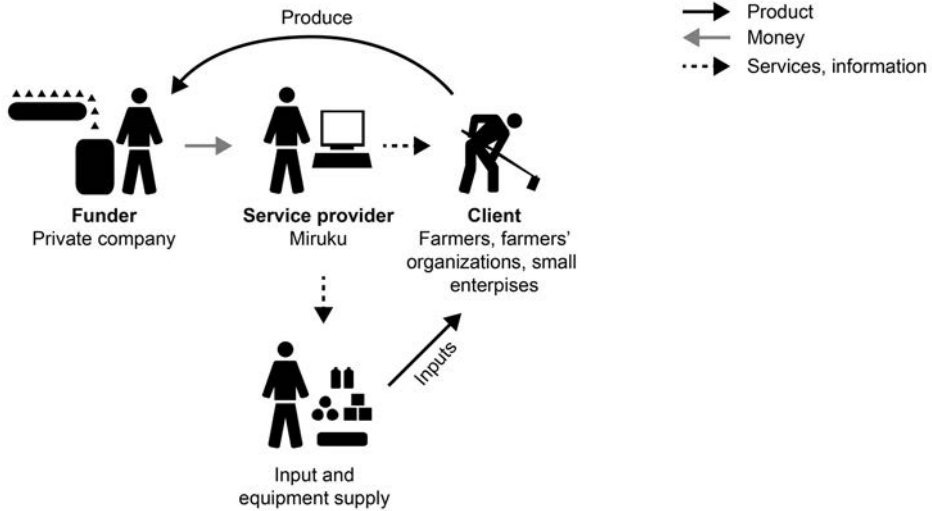 Produce
Product
Money
Services, information
Funder
Private company
Service provider
Miruku
Client
Farmers, farmers'
organizations, small
enterpises
Inputs
Input and
equipment supply